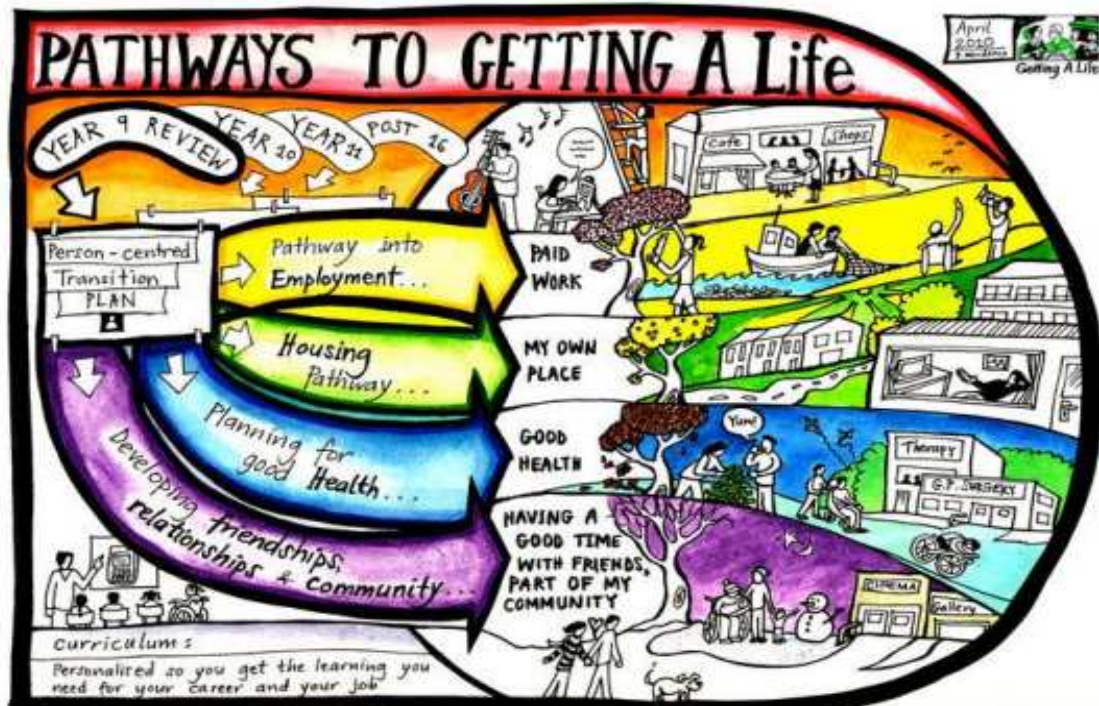 PATHWAYS TO GETTING A Life
April
2010
Getting A Life
YEAR 9 REVIEW
YEAR 10
YEAR 11
POST 16
Cafe
Shops
Person-centred
Transition
PLAN
Pathway into
Employment...
PAID
WORK
Housing
Pathway...
MY OWN
PLACE
Planning for
good Health...
GOOD
HEALTH
Yum!
Therapy
G.P. SURGERY
Developing friendships,
relationships & community...
HAVING A
GOOD TIME
WITH FRIENDS,
PART OF MY
COMMUNITY
CINEMA
Gallery
Curriculum:
Personalised so you get the learning you
need for your career and your job